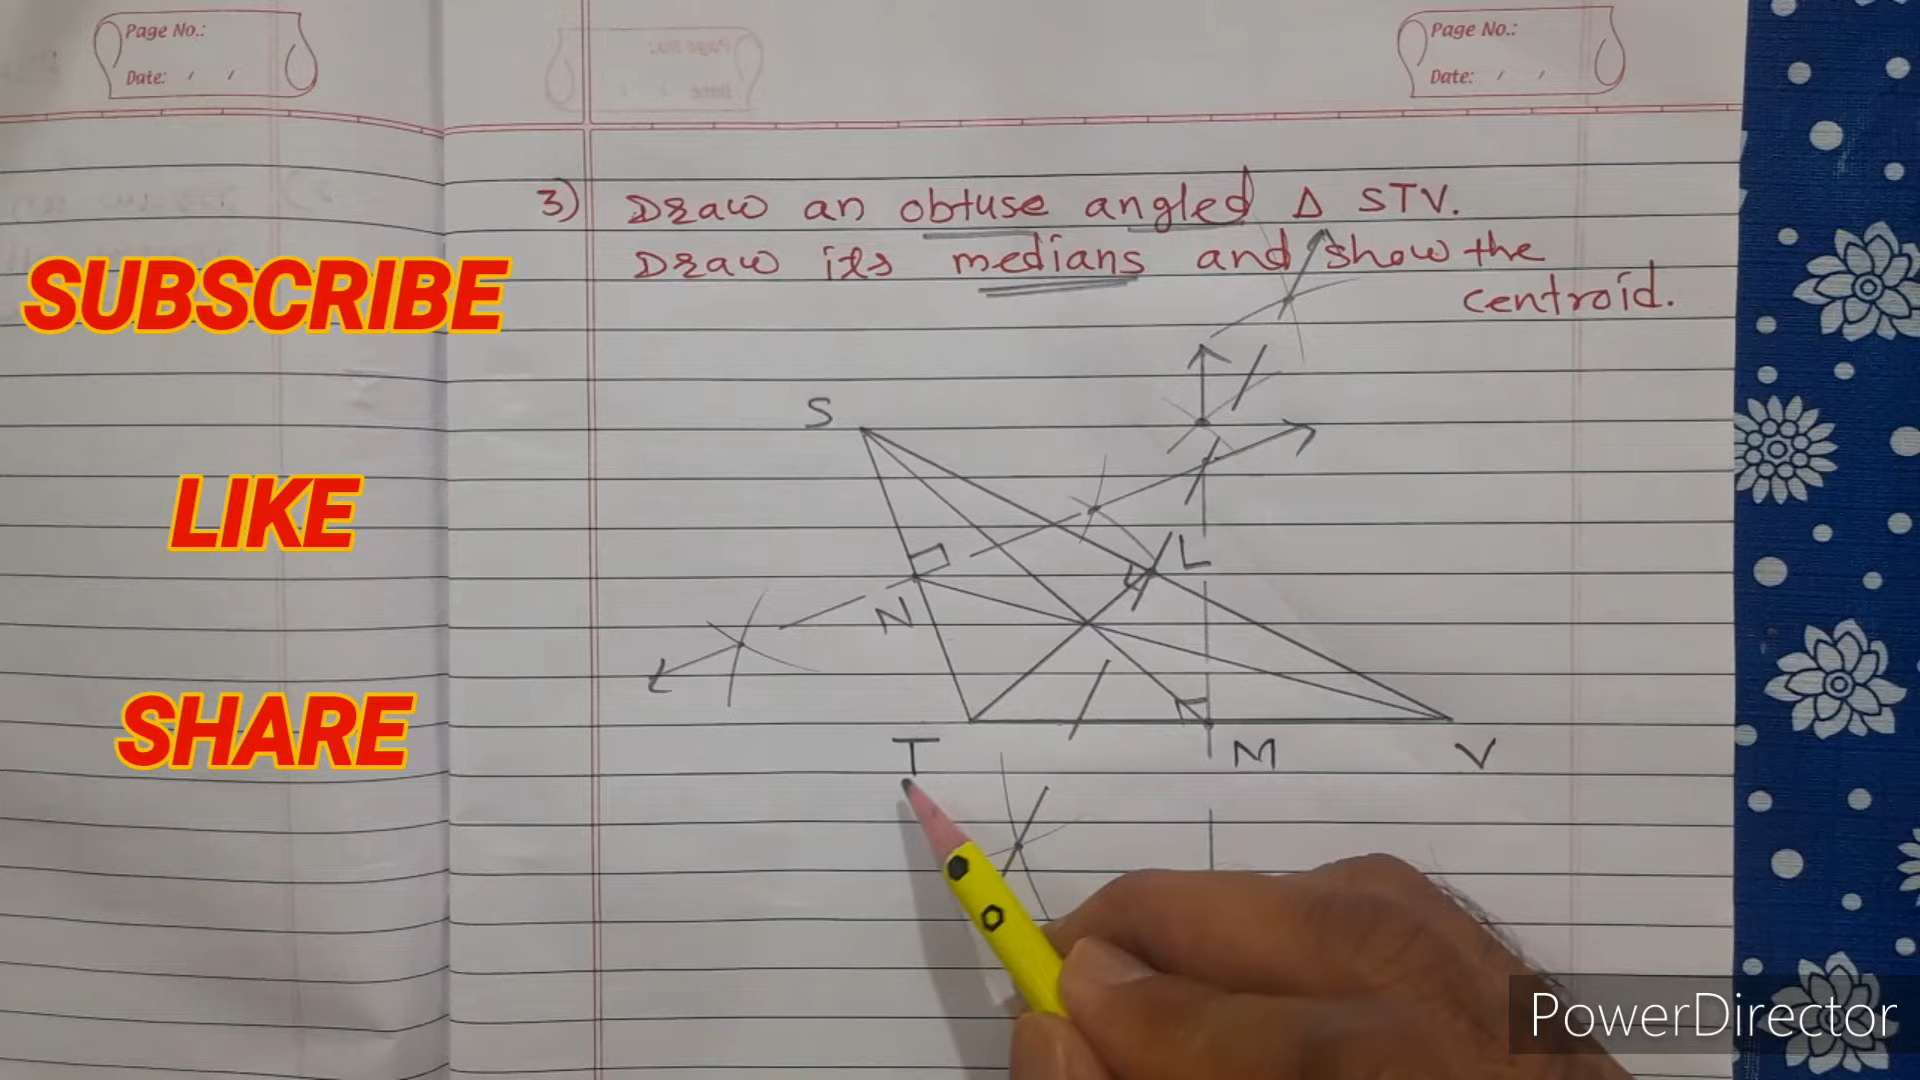 Page No.:
Date: / /
Page No.:
Date: / /
3) Draw an obtuse angled Δ STV.
Draw its medians and show the
centroid.
SUBSCRIBE
LIKE
SHARE
S
L
N
T
M
V
PowerDirector